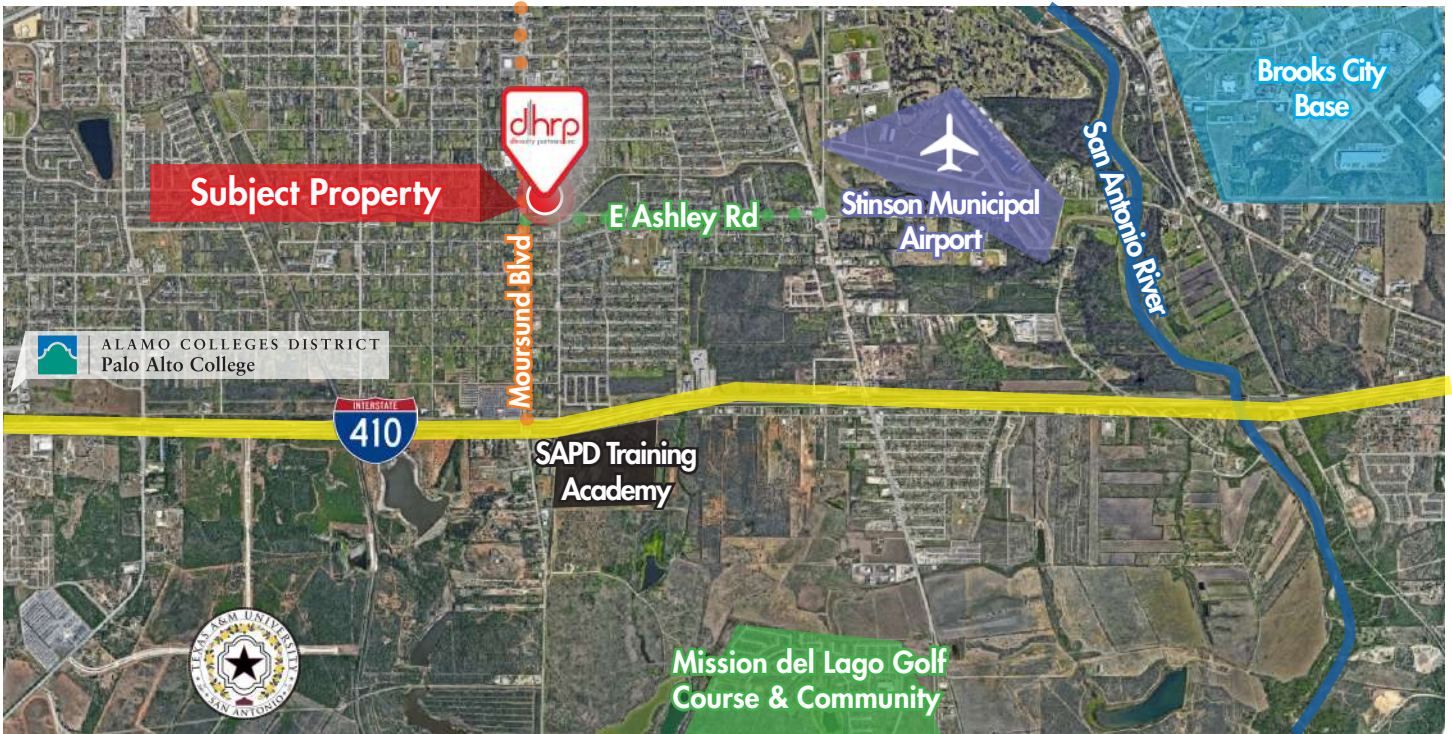 Brooks City
Base
dhrp
Subject Property
E Ashley Rd
Stinson Municipal
Airport
San Antonio River
Moursund Blvd
ALAMO COLLEGES DISTRICT
Palo Alto College
INTERSTATE
410
SAPD Training
Academy
TEXAS A&M UNIVERSITY
SAN ANTONIO
Mission del Lago Golf
Course & Community